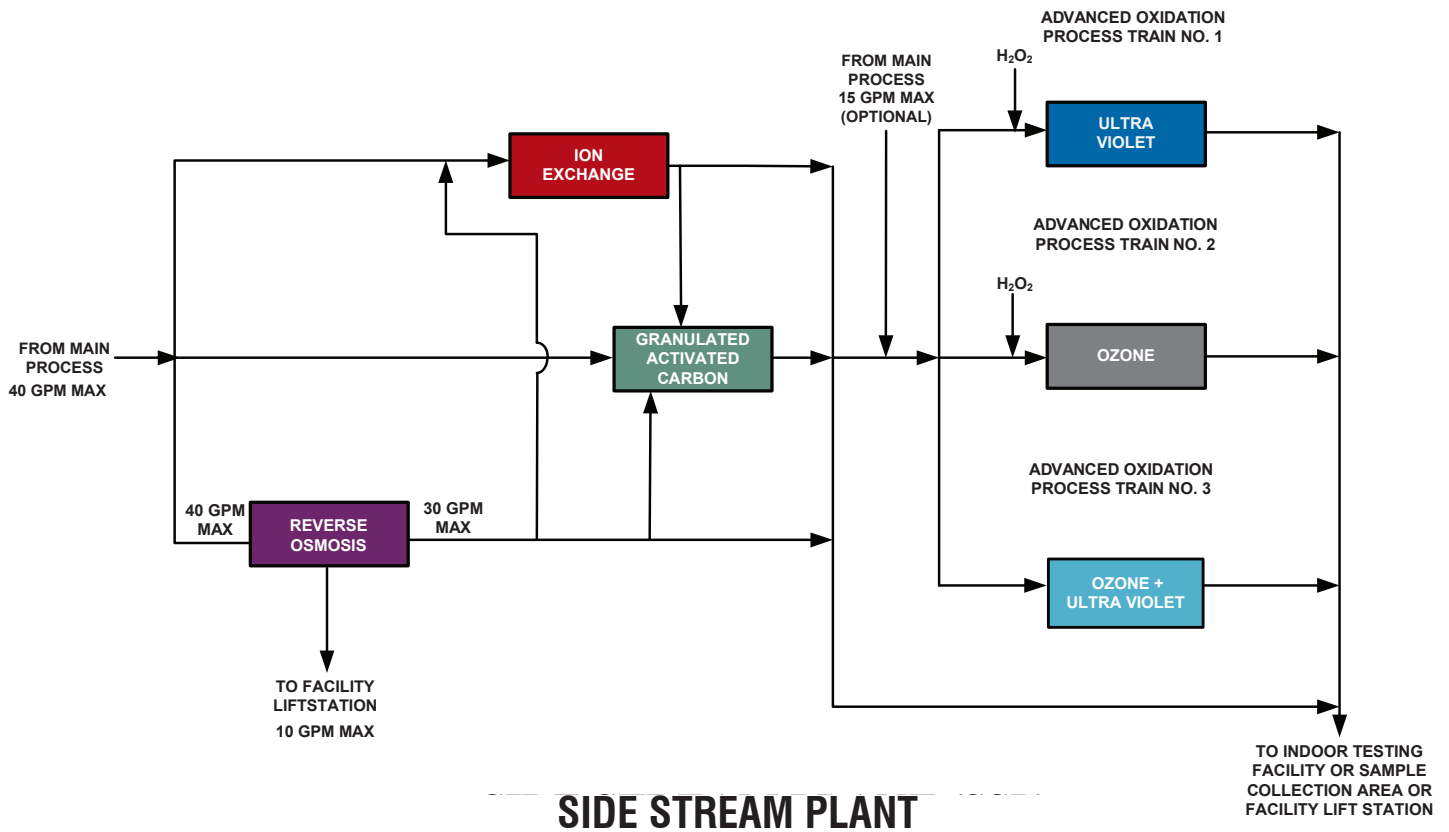 ADVANCED OXIDATION
PROCESS TRAIN NO. 1
H₂O₂
FROM MAIN
PROCESS
15 GPM MAX
(OPTIONAL)
ULTRA
VIOLET
ION
EXCHANGE
ADVANCED OXIDATION
PROCESS TRAIN NO. 2
H₂O₂
FROM MAIN
PROCESS
40 GPM MAX
GRANULATED
ACTIVATED
CARBON
OZONE
ADVANCED OXIDATION
PROCESS TRAIN NO. 3
40 GPM
MAX
REVERSE
OSMOSIS
30 GPM
MAX
OZONE +
ULTRA VIOLET
TO FACILITY
LIFTSTATION
10 GPM MAX
TO INDOOR TESTING
FACILITY OR SAMPLE
COLLECTION AREA OR
FACILITY LIFT STATION
SIDE STREAM PLANT